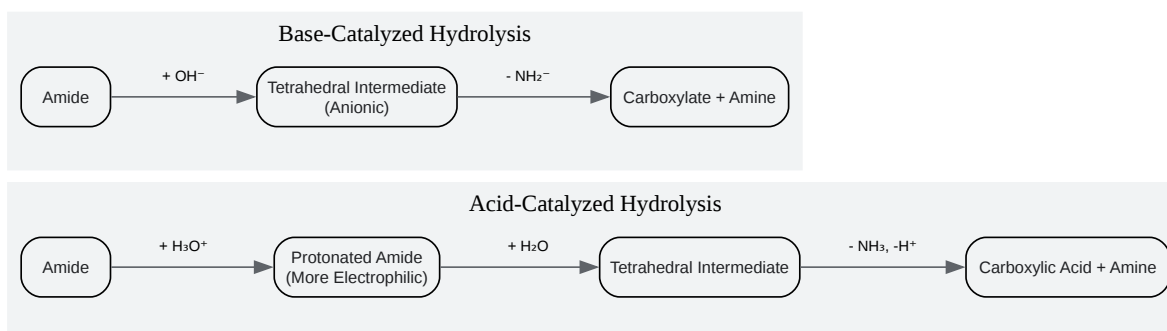 Base-Catalyzed Hydrolysis
Amide
+ OH⁻
Tetrahedral Intermediate
(Anionic)
- NH₂⁻
Carboxylate + Amine
Acid-Catalyzed Hydrolysis
Amide
+ H₃O⁺
Protonated Amide
(More Electrophilic)
+ H₂O
Tetrahedral Intermediate
- NH₃, -H⁺
Carboxylic Acid + Amine